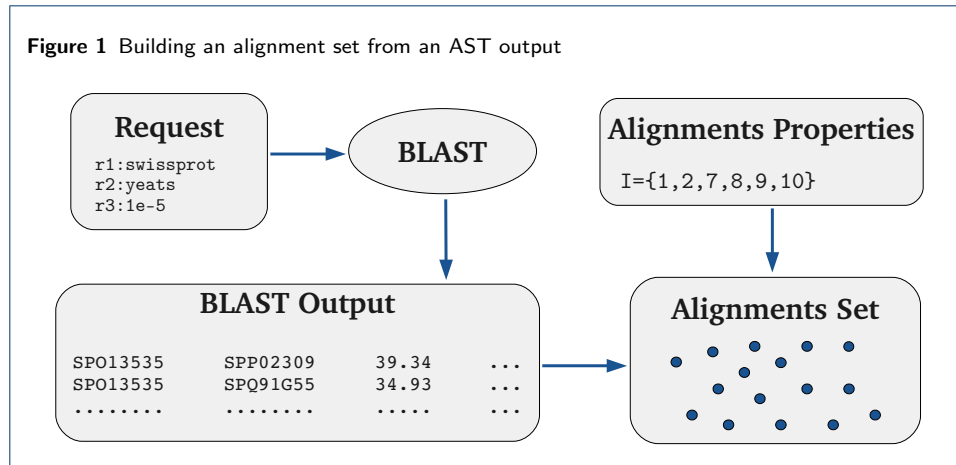 Figure 1 Building an alignment set from an AST output
Request
r1:swissprot
r2:yeats
r3:1e-5
BLAST
Alignments Properties
I={1,2,7,8,9,10}
BLAST Output
SPO13535 SPP02309 39.34 ...
SPO13535 SPQ91G55 34.93 ...
........ ........ ..... ...
Alignments Set